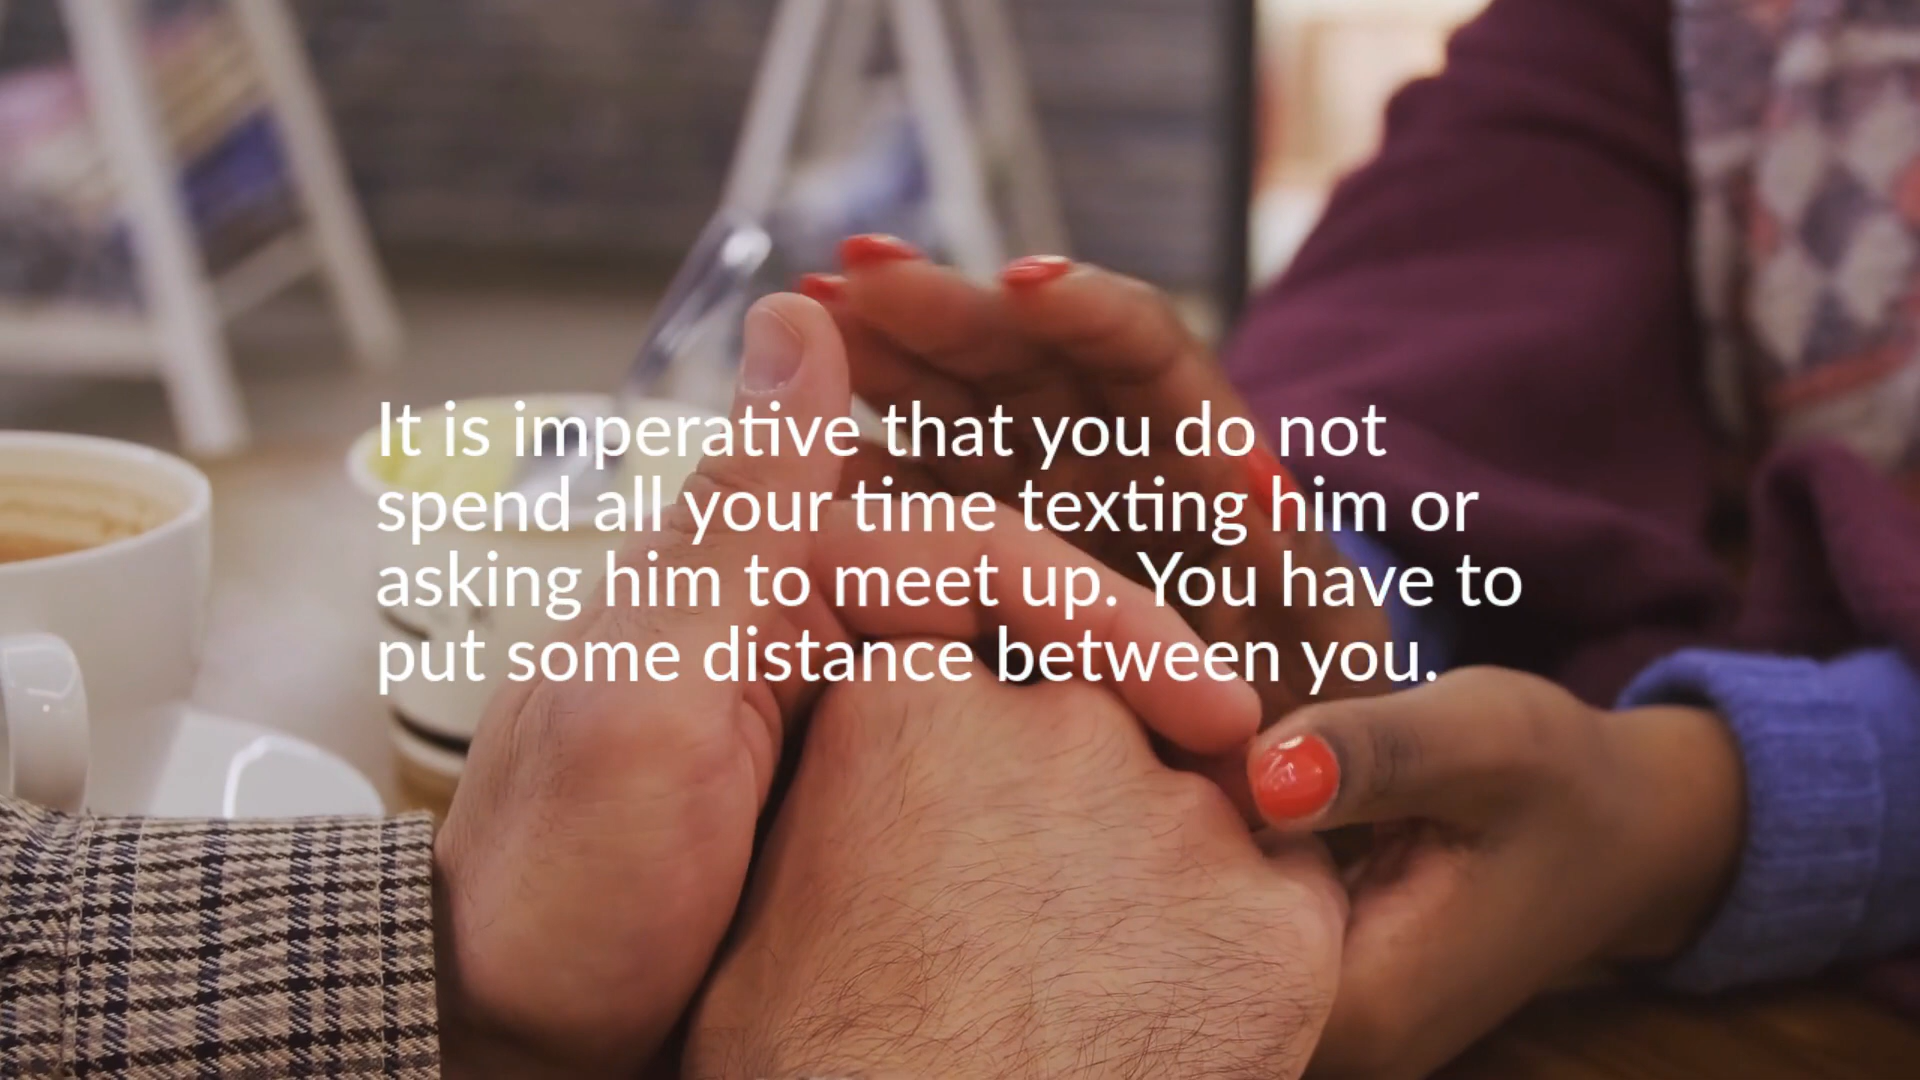 It is imperative that you do not
spend all your time texting him or
asking him to meet up. You have to
put some distance between you.